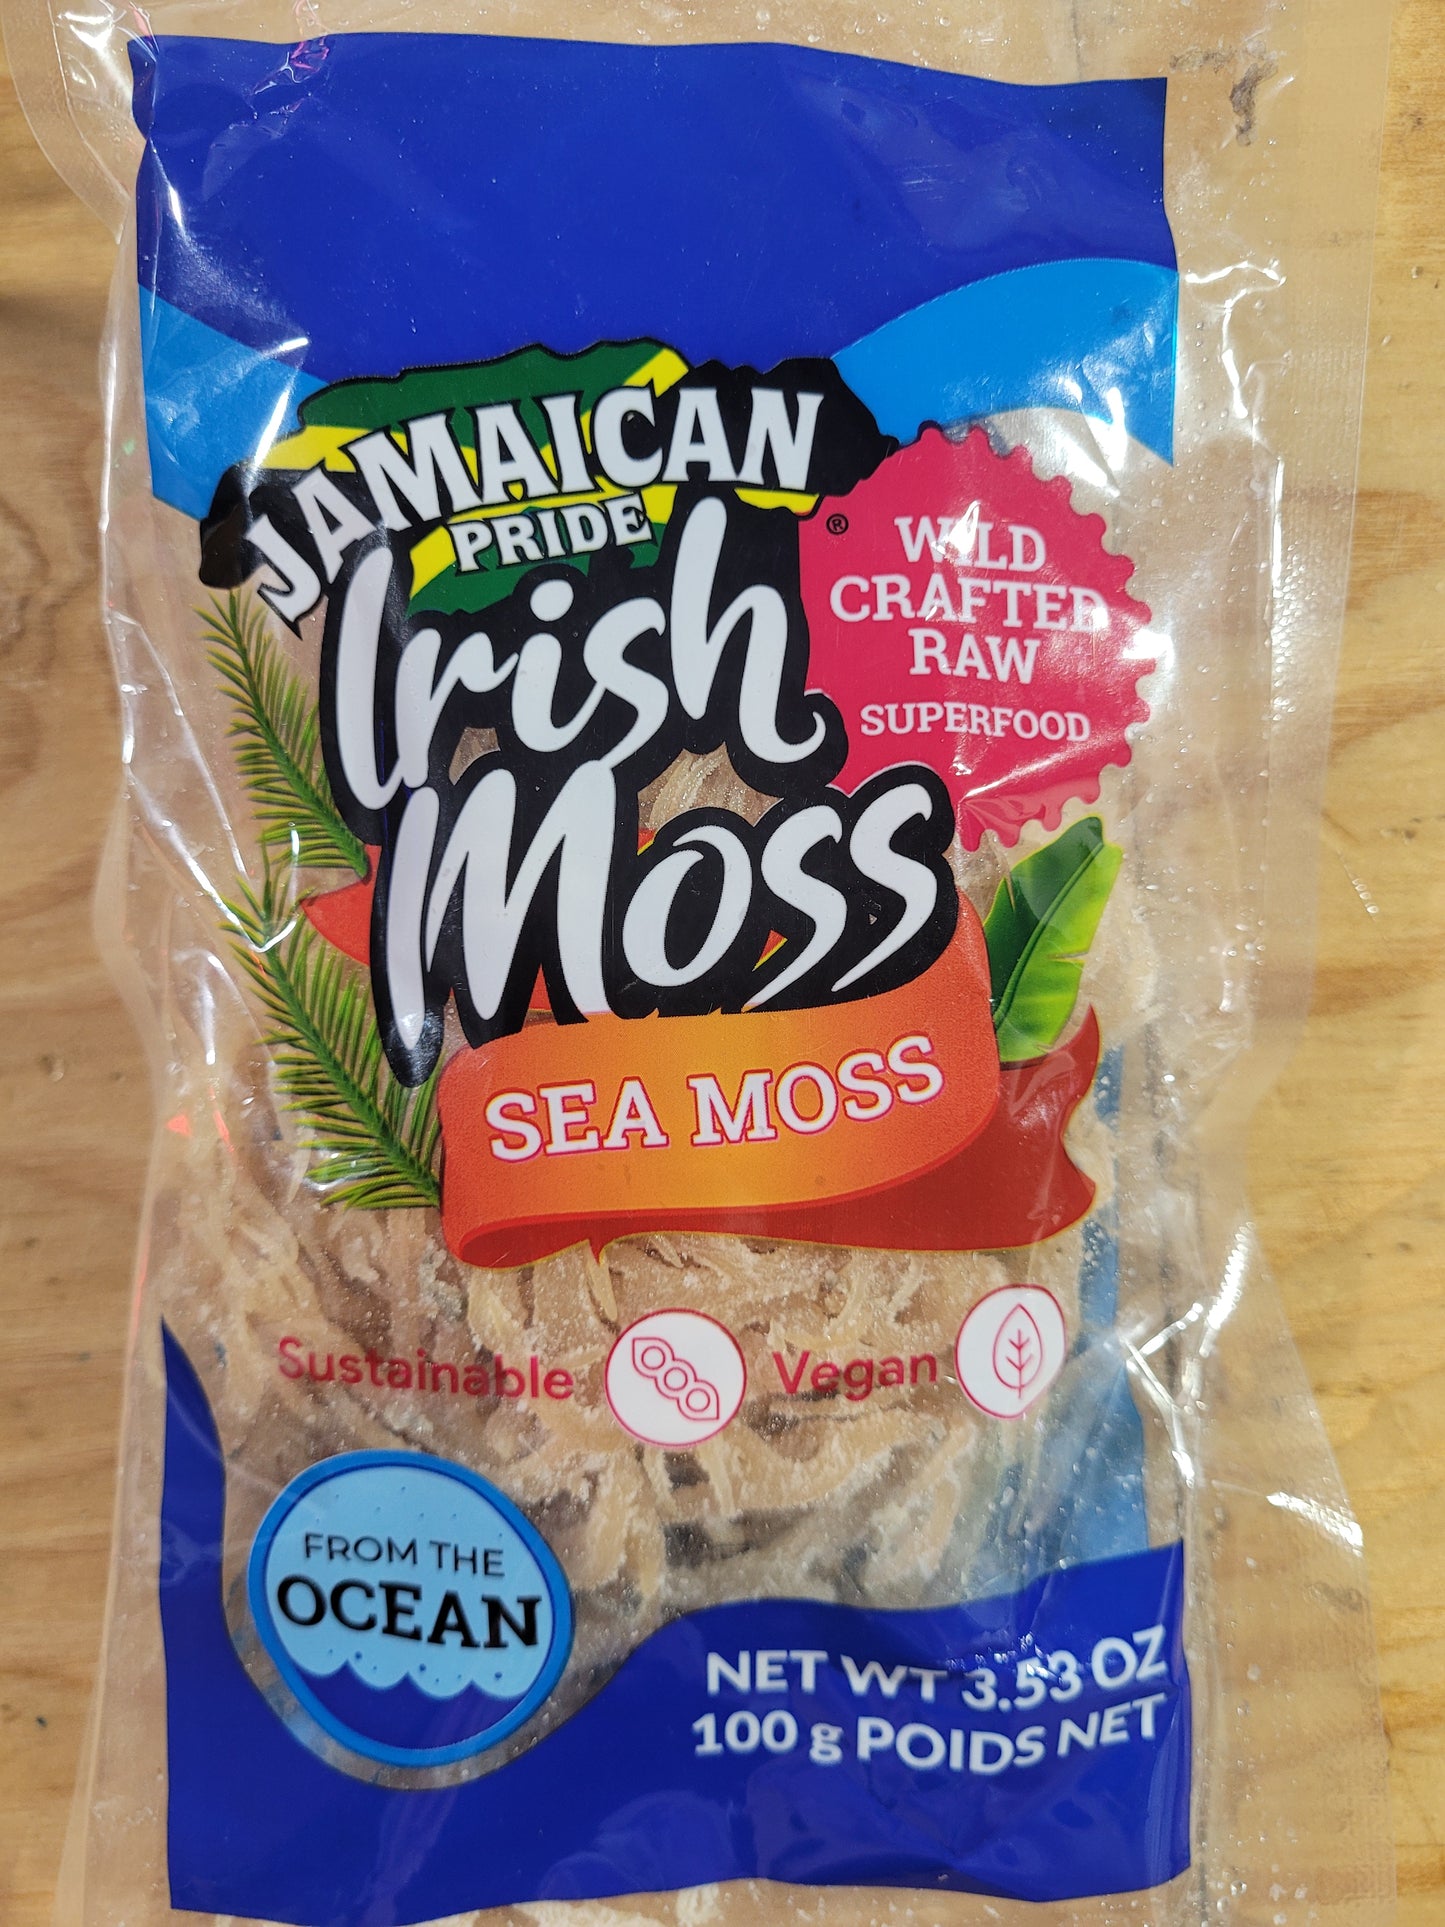 JAMAICAN
PRIDE
®
Irish
Moss
WILD
CRAFTED
RAW
SUPERFOOD
SEA MOSS
Sustainable
Vegan
FROM THE
OCEAN
NET WT 3.53 OZ
100 g POIDS NET